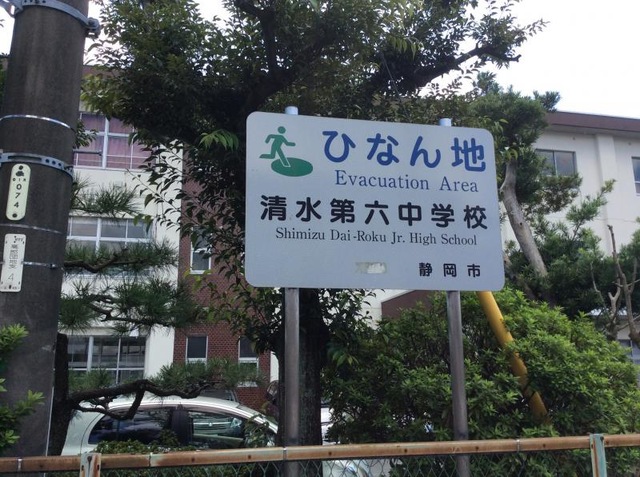 ひなん地
Evacuation Area
清水第六中学校
Shimizu Dai-Roku Jr. High School
静岡市
074